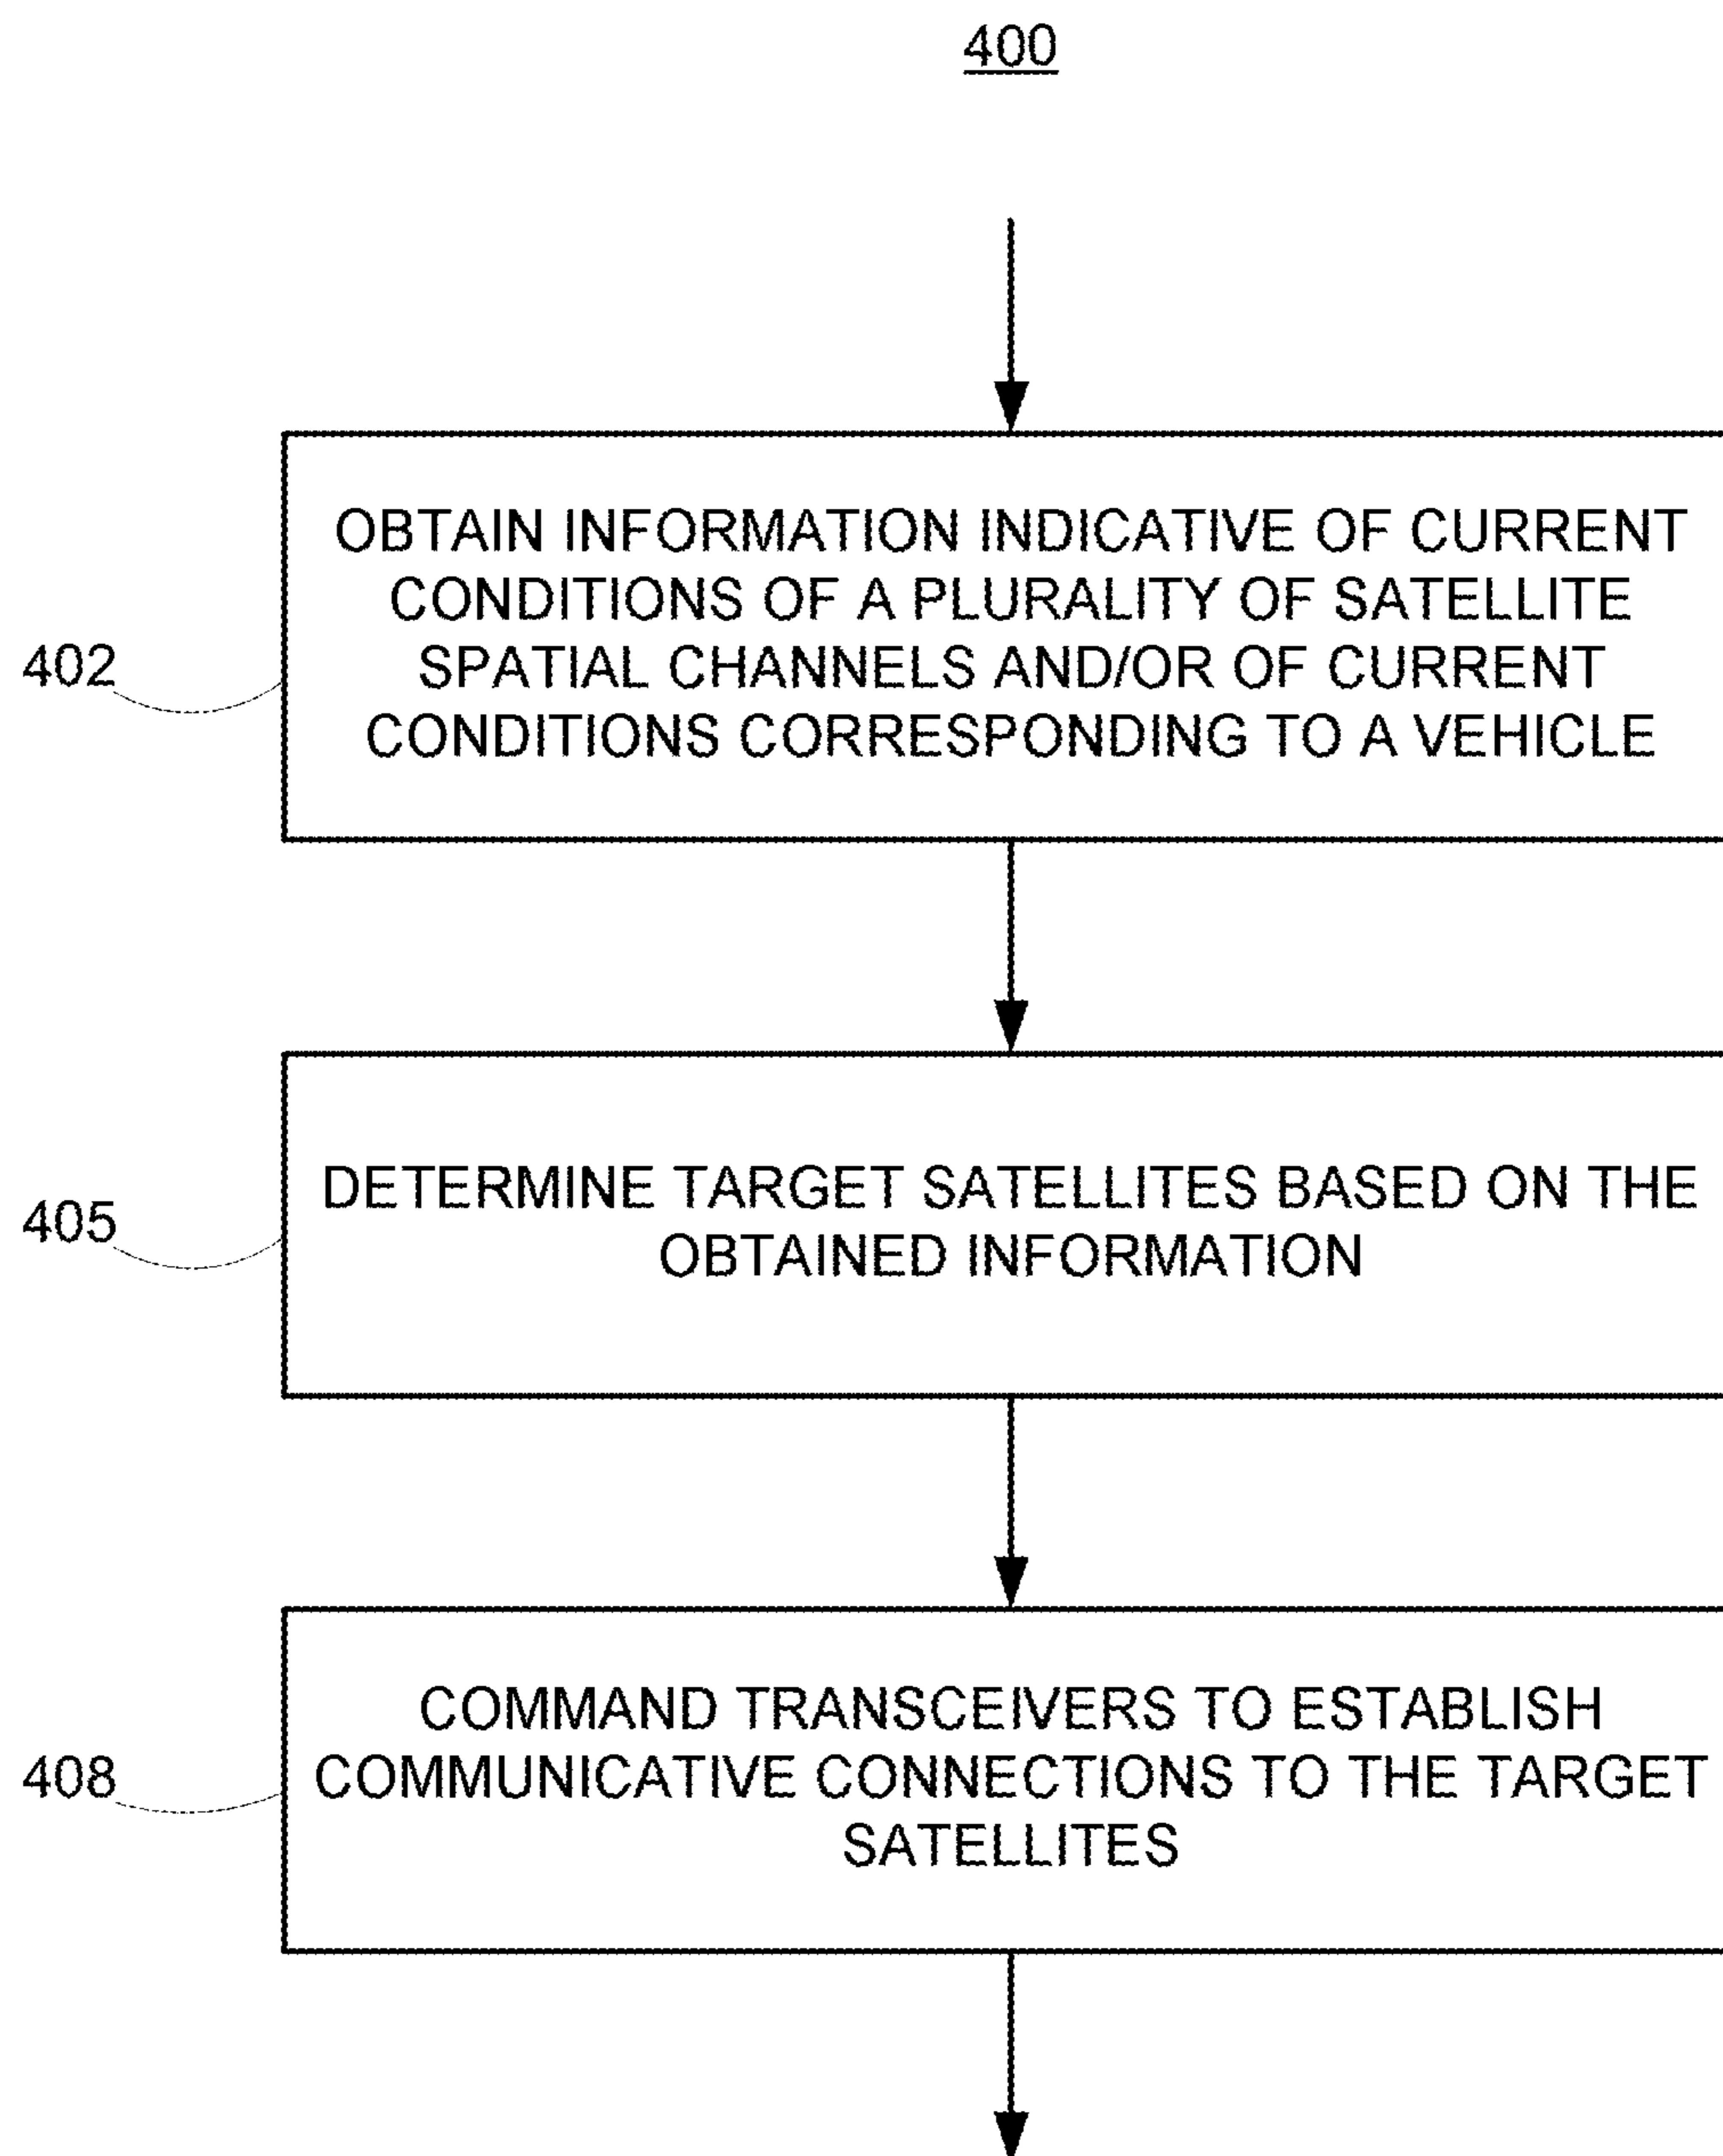 400
OBTAIN INFORMATION INDICATIVE OF CURRENT
CONDITIONS OF A PLURALITY OF SATELLITE
SPATIAL CHANNELS AND/OR OF CURRENT
CONDITIONS CORRESPONDING TO A VEHICLE
402
DETERMINE TARGET SATELLITES BASED ON THE
OBTAINED INFORMATION
405
COMMAND TRANSCEIVERS TO ESTABLISH
COMMUNICATIVE CONNECTIONS TO THE TARGET
SATELLITES
408